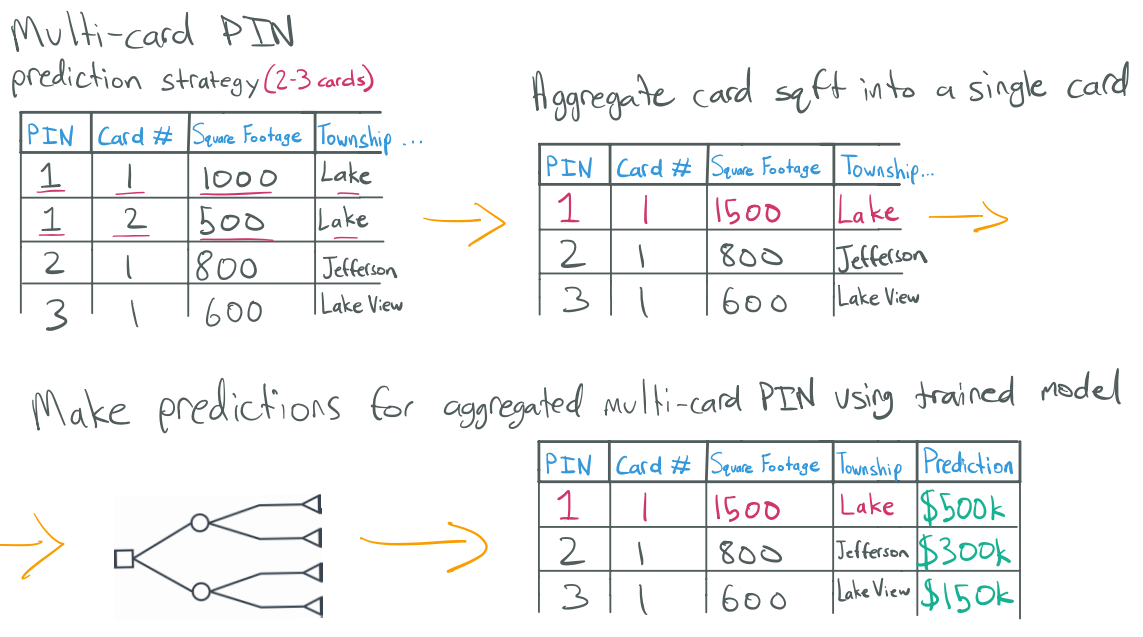 Multi-card PIN
prediction strategy (2-3 cards)
PIN Card # Square Footage Township ...
1 1 1000 Lake
1 2 500 Lake
2 1 800 Jefferson
3 1 600 Lake View
Aggregate card sqft into a single card
PIN Card # Square Footage Township...
1 1 1500 Lake
2 1 800 Jefferson
3 1 600 Lake View
Make predictions for aggregated multi-card PIN using trained model
PIN Card # Square Footage Township Prediction
1 1 1500 Lake $500k
2 1 800 Jefferson $300k
3 1 600 Lake View $150k